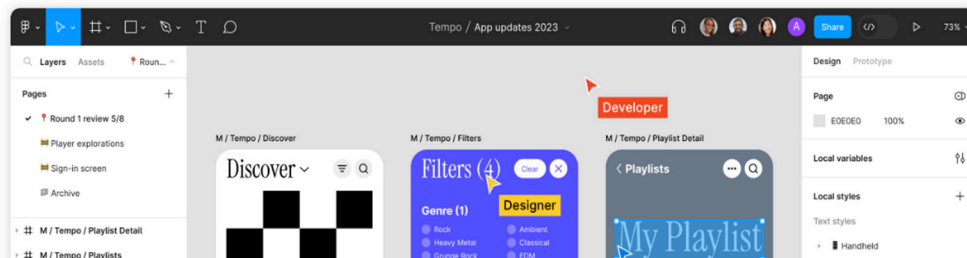 Tempo / App updates 2023
A
Share
73%
Layers Assets Roun...
Design Prototype
Pages
Round 1 review 5/8
Player explorations
Sign-in screen
Archive
M / Tempo / Playlist Detail
M / Tempo / Playlists
Developer
M / Tempo / Discover
Discover
M / Tempo / Filters
Filters (4)
Clear
Designer
Genre (1)
Rock
Ambient
Heavy Metal
Classical
Grunge Rock
EDM
M / Tempo / Playlist Detail
Playlists
My Playlist
Page
E0E0E0 100%
Local variables
Local styles
Text styles
Handheld